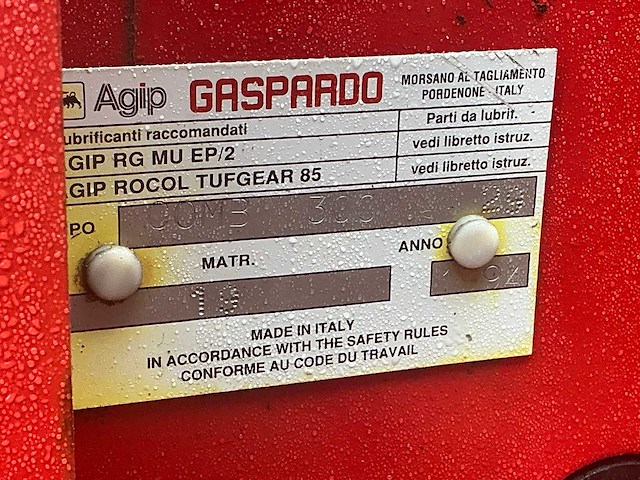 Agip GASPARDO MORSANO AL TAGLIAMENTO
PORDENONE - ITALY
ubrificanti raccomandati Parti da lubrif.
GIP RG MU EP/2 vedi libretto istruz.
GIP ROCOL TUFGEAR 85 vedi libretto istruz.
PO 300
MATR. ANNO
MADE IN ITALY
IN ACCORDANCE WITH THE SAFETY RULES
CONFORME AU CODE DU TRAVAIL